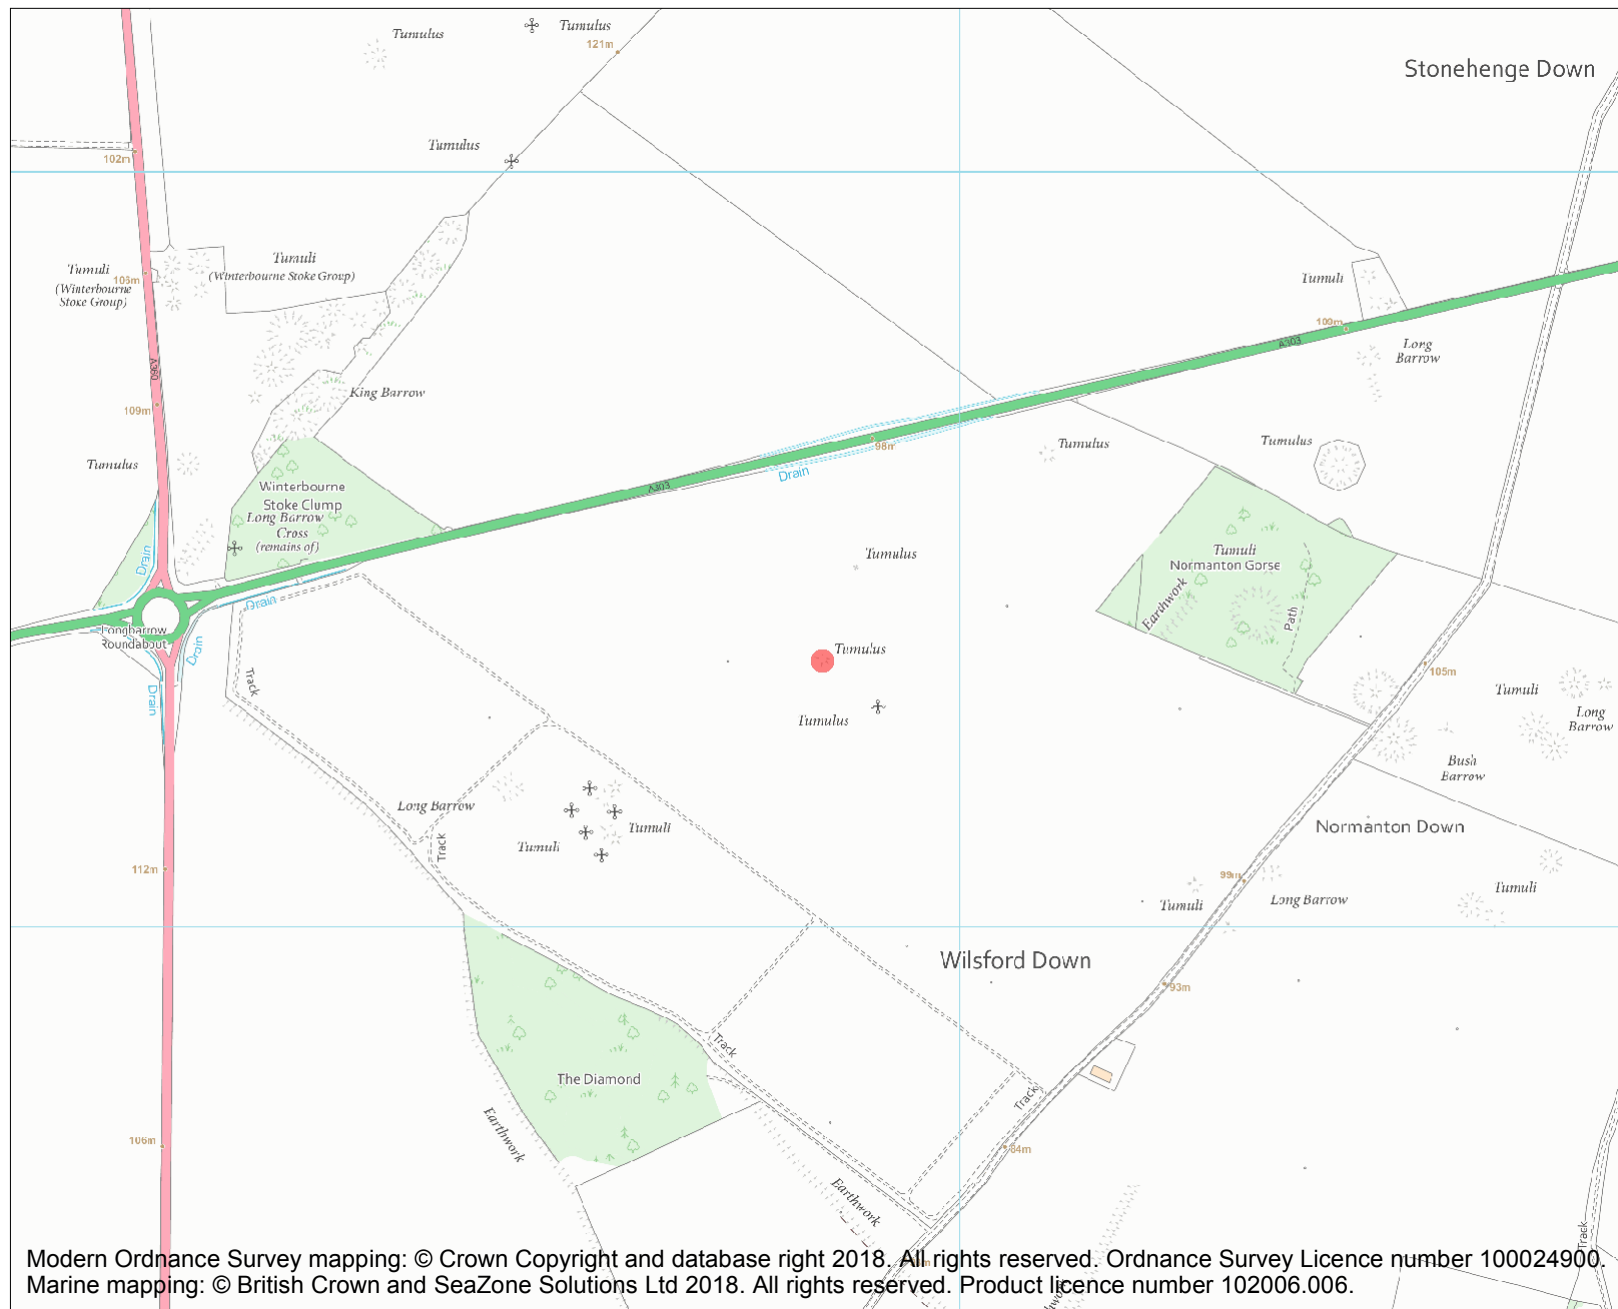 Tumulus
Tumulus
121m
Stonehenge Down
Tumulus
102m
Tumuli
(Winterbourne Stoke Group)
Tumuli
(Winterbourne
Stoke Group)
Tumuli
109m
A303
Long
Barrow
A360
King Barrow
109m
Tumulus
Tumulus
98m
Tumulus
Drain
A303
Winterbourne
Stoke Clump
Long Barrow
Cross
(remains of)
Drain
Tumulus
Tumuli
Normanton Gorse
Earthwork
Path
Drain
Longbarrow
Roundabout
Drain
Tumulus
Track
Drain
105m
Tumuli
Long
Barrow
Tumulus
Bush
Barrow
Long Barrow
Tumuli
Tumuli
Track
Normanton Down
112m
99m
Tumuli
Long Barrow
Tumuli
Wilsford Down
93m
Track
The Diamond
Track
Earthwork
106m
84m
Earthwork
Track
Modern Ordnance Survey mapping: © Crown Copyright and database right 2018. All rights reserved. Ordnance Survey Licence number 100024900.
Marine mapping: © British Crown and SeaZone Solutions Ltd 2018. All rights reserved. Product licence number 102006.006.